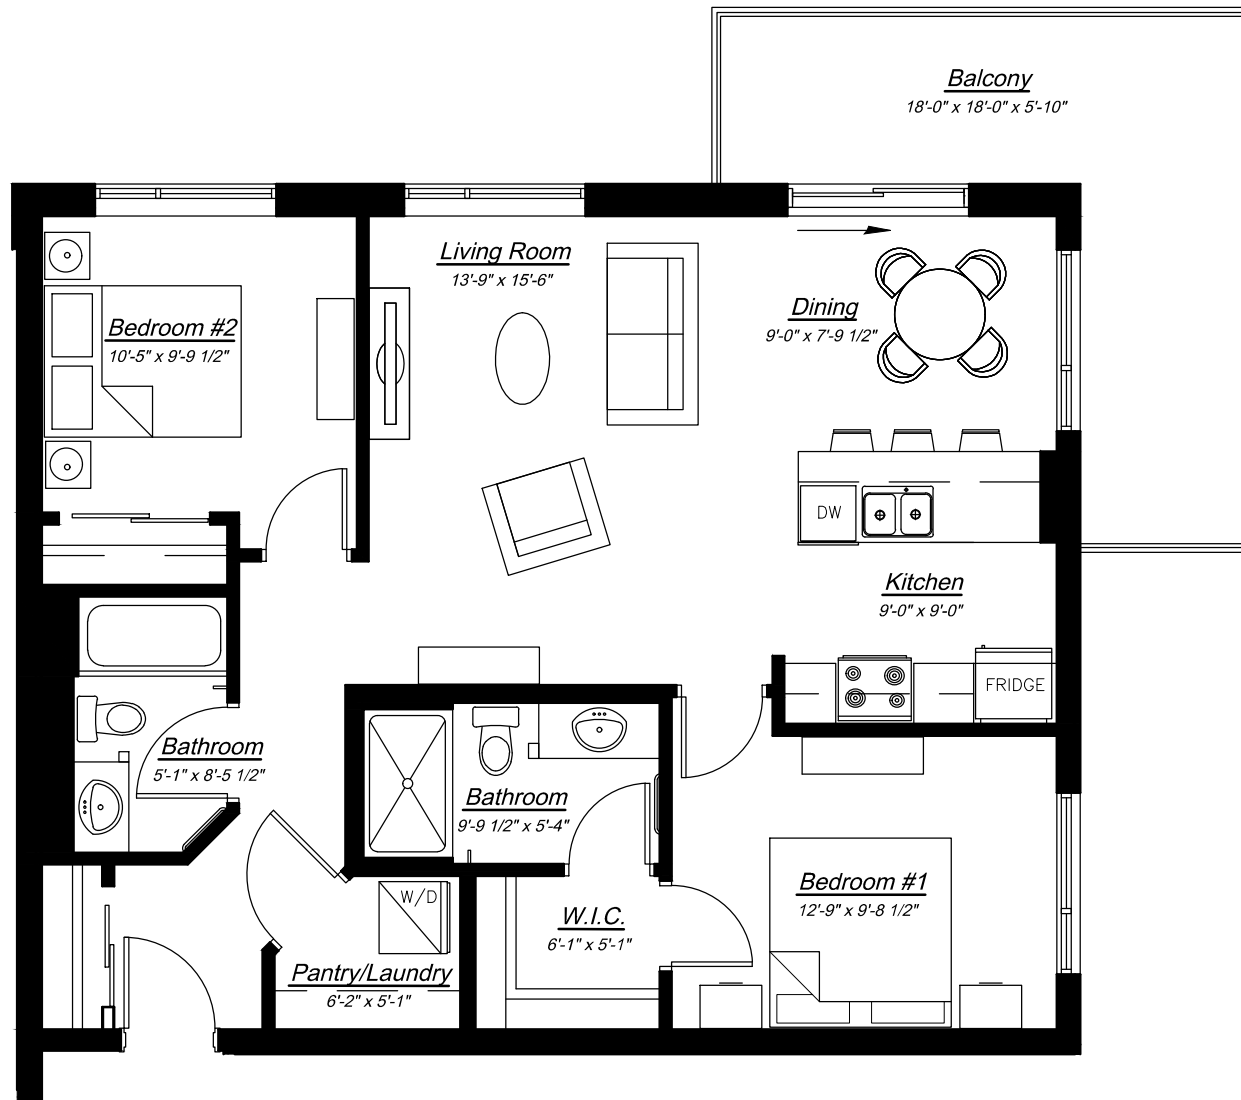 Balcony
18'-0" x 18'-0" x 5'-10"
Living Room
13'-9" x 15'-6"
Dining
9'-0" x 7'-9 1/2"
Bedroom #2
10'-5" x 9'-9 1/2"
DW
Kitchen
9'-0" x 9'-0"
FRIDGE
Bathroom
5'-1" x 8'-5 1/2"
Bathroom
9'-9 1/2" x 5'-4"
Bedroom #1
12'-9" x 9'-8 1/2"
W/D
W.I.C.
6'-1" x 5'-1"
Pantry/Laundry
6'-2" x 5'-1"